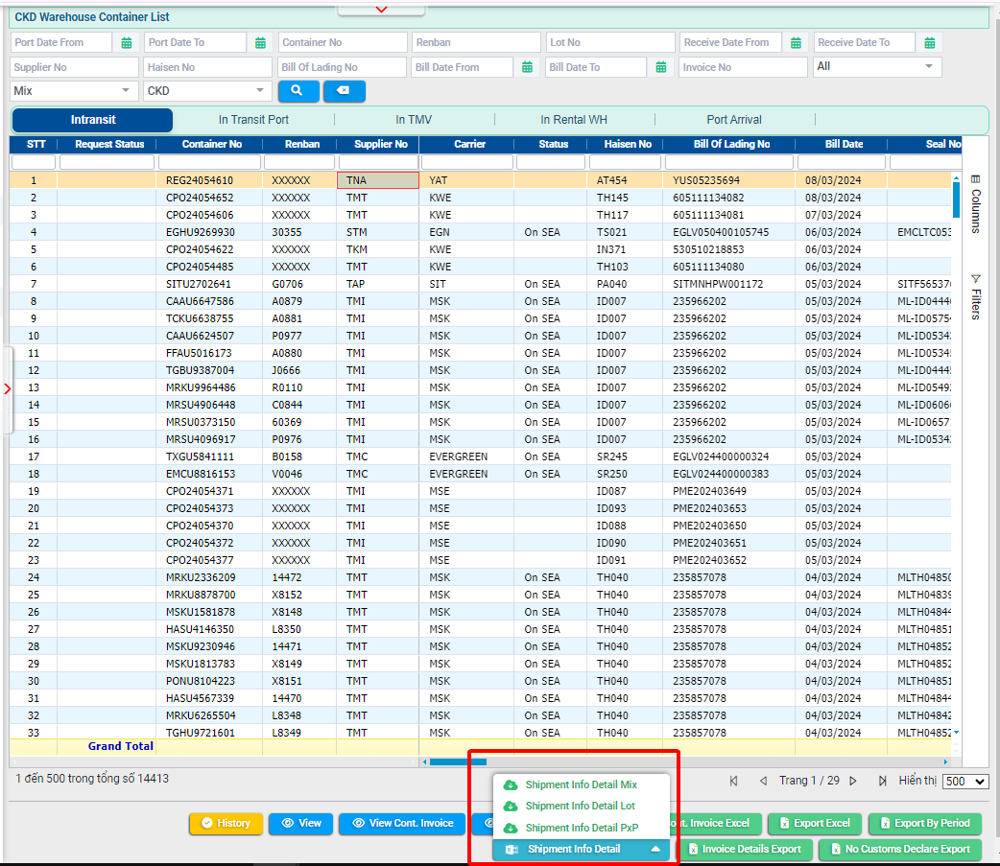 CKD Warehouse Container List
Port Date From Port Date To Container No Renban Lot No Receive Date From Receive Date To
Supplier No Haisen No Bill Of Lading No Bill Date From Bill Date To Invoice No All
Mix CKD
Intransit In Transit Port In TMV In Rental WH Port Arrival
STT Request Status Container No Renban Supplier No Carrier Status Haisen No Bill Of Lading No Bill Date Seal No
1 REG24054610 XXXXXX TNA YAT AT454 YUS05235694 08/03/2024
2 CPO24054652 XXXXXX TMT KWE TH145 605111134082 08/03/2024
3 CPO24054606 XXXXXX TMT KWE TH117 605111134081 07/03/2024
4 EGHU9269930 30355 STM EGN On SEA TS021 EGLV050400105745 06/03/2024 EMCLTC053
5 CPO24054622 XXXXXX TKM KWE IN371 530510218853 06/03/2024
6 CPO24054485 XXXXXX TMT KWE TH103 605111134080 06/03/2024
7 SITU2702641 G0706 TAP SIT On SEA PA040 SITMNHPW001172 05/03/2024 SITF56537
8 CAAU6647586 A0879 TMI MSK On SEA ID007 235966202 05/03/2024 ML-ID0444
9 TCKU6638755 A0881 TMI MSK On SEA ID007 235966202 05/03/2024 ML-ID0575
10 CAAU6624507 P0977 TMI MSK On SEA ID007 235966202 05/03/2024 ML-ID0534
11 FFAU5016173 A0880 TMI MSK On SEA ID007 235966202 05/03/2024 ML-ID0534
12 TGBU9387004 J0666 TMI MSK On SEA ID007 235966202 05/03/2024 ML-ID0444
13 MRKU9964486 R0110 TMI MSK On SEA ID007 235966202 05/03/2024 ML-ID0549
14 MRSU4906448 C0844 TMI MSK On SEA ID007 235966202 05/03/2024 ML-ID0606
15 MRSU0373150 60369 TMI MSK On SEA ID007 235966202 05/03/2024 ML-ID0657
16 MRSU4096917 P0976 TMI MSK On SEA ID007 235966202 05/03/2024 ML-ID0534
17 TXGU5841111 B0158 TMC EVERGREEN On SEA SR245 EGLV024400000324 05/03/2024
18 EMCU8816153 V0046 TMC EVERGREEN On SEA SR250 EGLV024400000383 05/03/2024
19 CPO24054371 XXXXXX TMI MSE ID087 PME202403649 05/03/2024
20 CPO24054373 XXXXXX TMI MSE ID093 PME202403653 05/03/2024
21 CPO24054370 XXXXXX TMI MSE ID088 PME202403650 05/03/2024
22 CPO24054372 XXXXXX TMI MSE ID090 PME202403651 05/03/2024
23 CPO24054377 XXXXXX TMI MSE ID091 PME202403652 05/03/2024
24 MRKU2336209 14472 TMT MSK On SEA TH040 235857078 04/03/2024 MLTH04850
25 MRKU8878700 X8152 TMT MSK On SEA TH040 235857078 04/03/2024 MLTH04839
26 MSKU1581878 X8148 TMT MSK On SEA TH040 235857078 04/03/2024 MLTH04844
27 HASU4146350 L8350 TMT MSK On SEA TH040 235857078 04/03/2024 MLTH04851
28 MSKU9230946 14471 TMT MSK On SEA TH040 235857078 04/03/2024 MLTH04852
29 MSKU1813783 X8149 TMT MSK On SEA TH040 235857078 04/03/2024 MLTH04852
30 PONU8104223 X8151 TMT MSK On SEA TH040 235857078 04/03/2024 MLTH04851
31 HASU4567339 14470 TMT MSK On SEA TH040 235857078 04/03/2024 MLTH04844
32 MRKU6265504 L8348 TMT MSK On SEA TH040 235857078 04/03/2024 MLTH04842
33 TGHU9721601 L8349 TMT MSK On SEA TH040 235857078 04/03/2024 MLTH04852
Columns
Filters
Grand Total
1 đến 500 trong tổng số 14413 Trang 1 / 29 Hiển thị 500
Shipment Info Detail Mix
Shipment Info Detail Lot
Shipment Info Detail PxP
Shipment Info Detail
History View View Cont. Invoice Invoice Excel Export Excel Export By Period
Invoice Details Export No Customs Declare Export